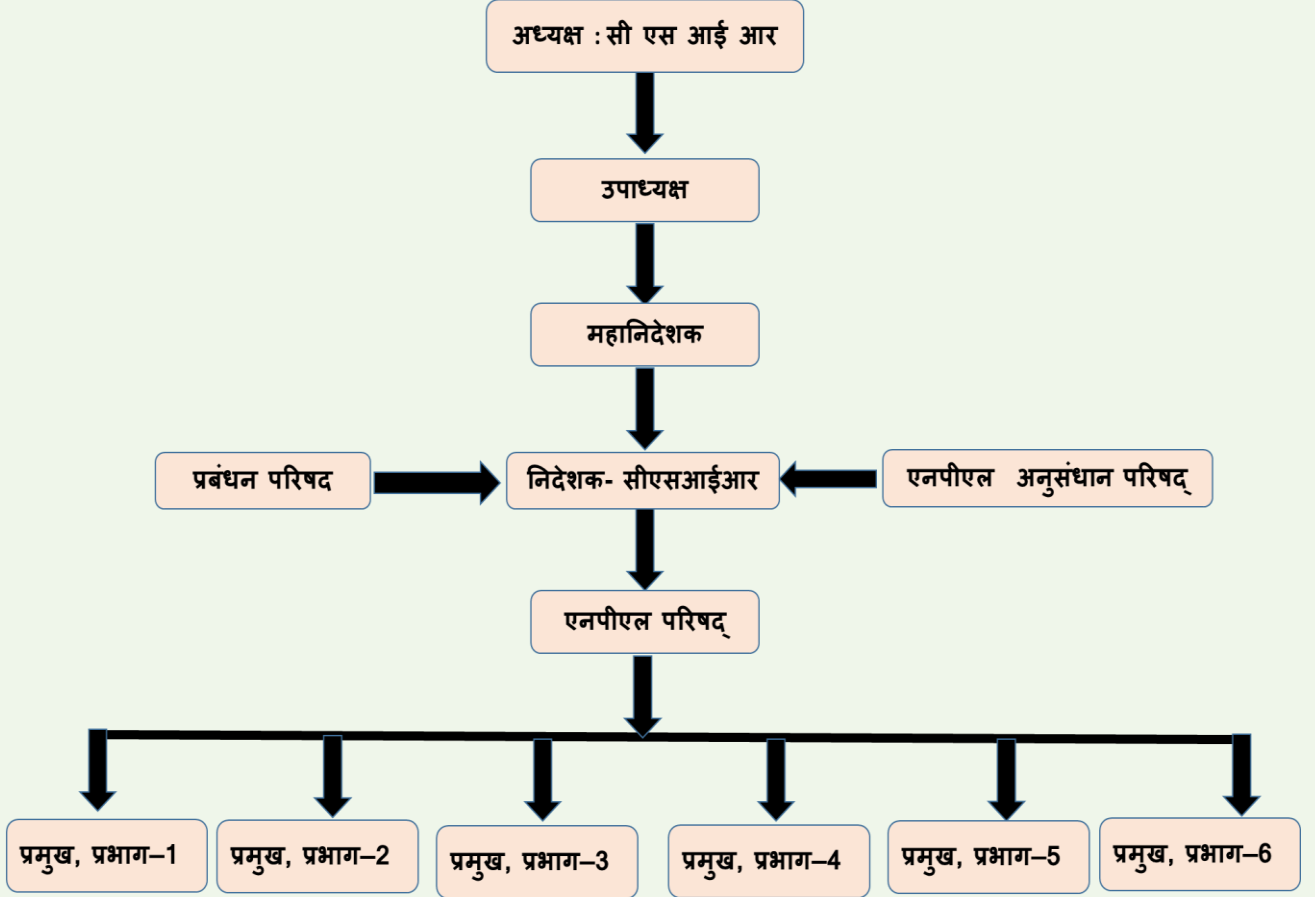 अध्यक्ष : सी एस आई आर
उपाध्यक्ष
महानिदेशक
प्रबंधन परिषद
निदेशक- सीएसआईआर
एनपीएल अनुसंधान परिषद्
एनपीएल परिषद्
प्रमुख, प्रभाग–1
प्रमुख, प्रभाग–2
प्रमुख, प्रभाग–3
प्रमुख, प्रभाग–4
प्रमुख, प्रभाग–5
प्रमुख, प्रभाग–6